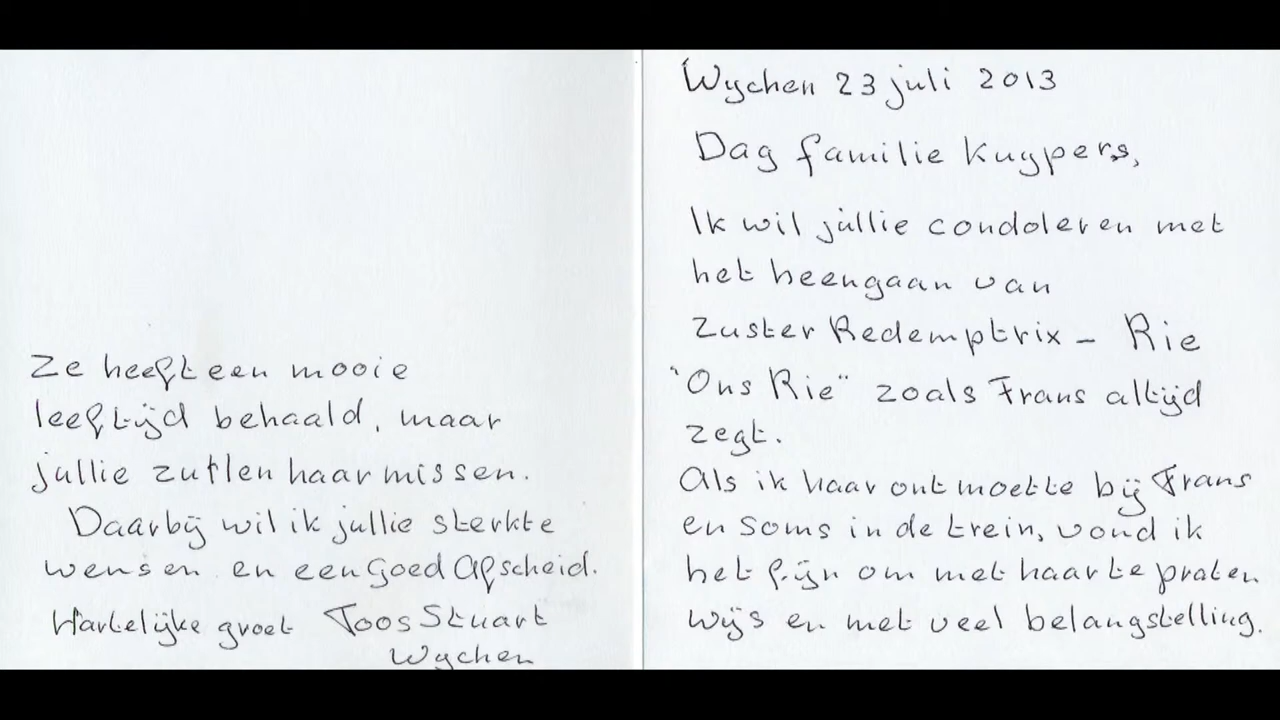 Wychen 23 juli 2013
Dag familie Kuypers,
Ik wil jullie condoleren met
het heengaan van
Zuster Redemptrix - Rie
"Ons Rie" zoals Frans altijd
zegt.
Als ik haar ontmoette bij Frans
en soms in de trein, vond ik
het fijn om met haar te praten
wijs en met veel belangstelling.
Ze heeft een mooie
leeftijd behaald, maar
jullie zullen haar missen.
Daarbij wil ik jullie sterkte
wensen en een goed afscheid.
Hartelijke groet Toos Stuart
Wychen